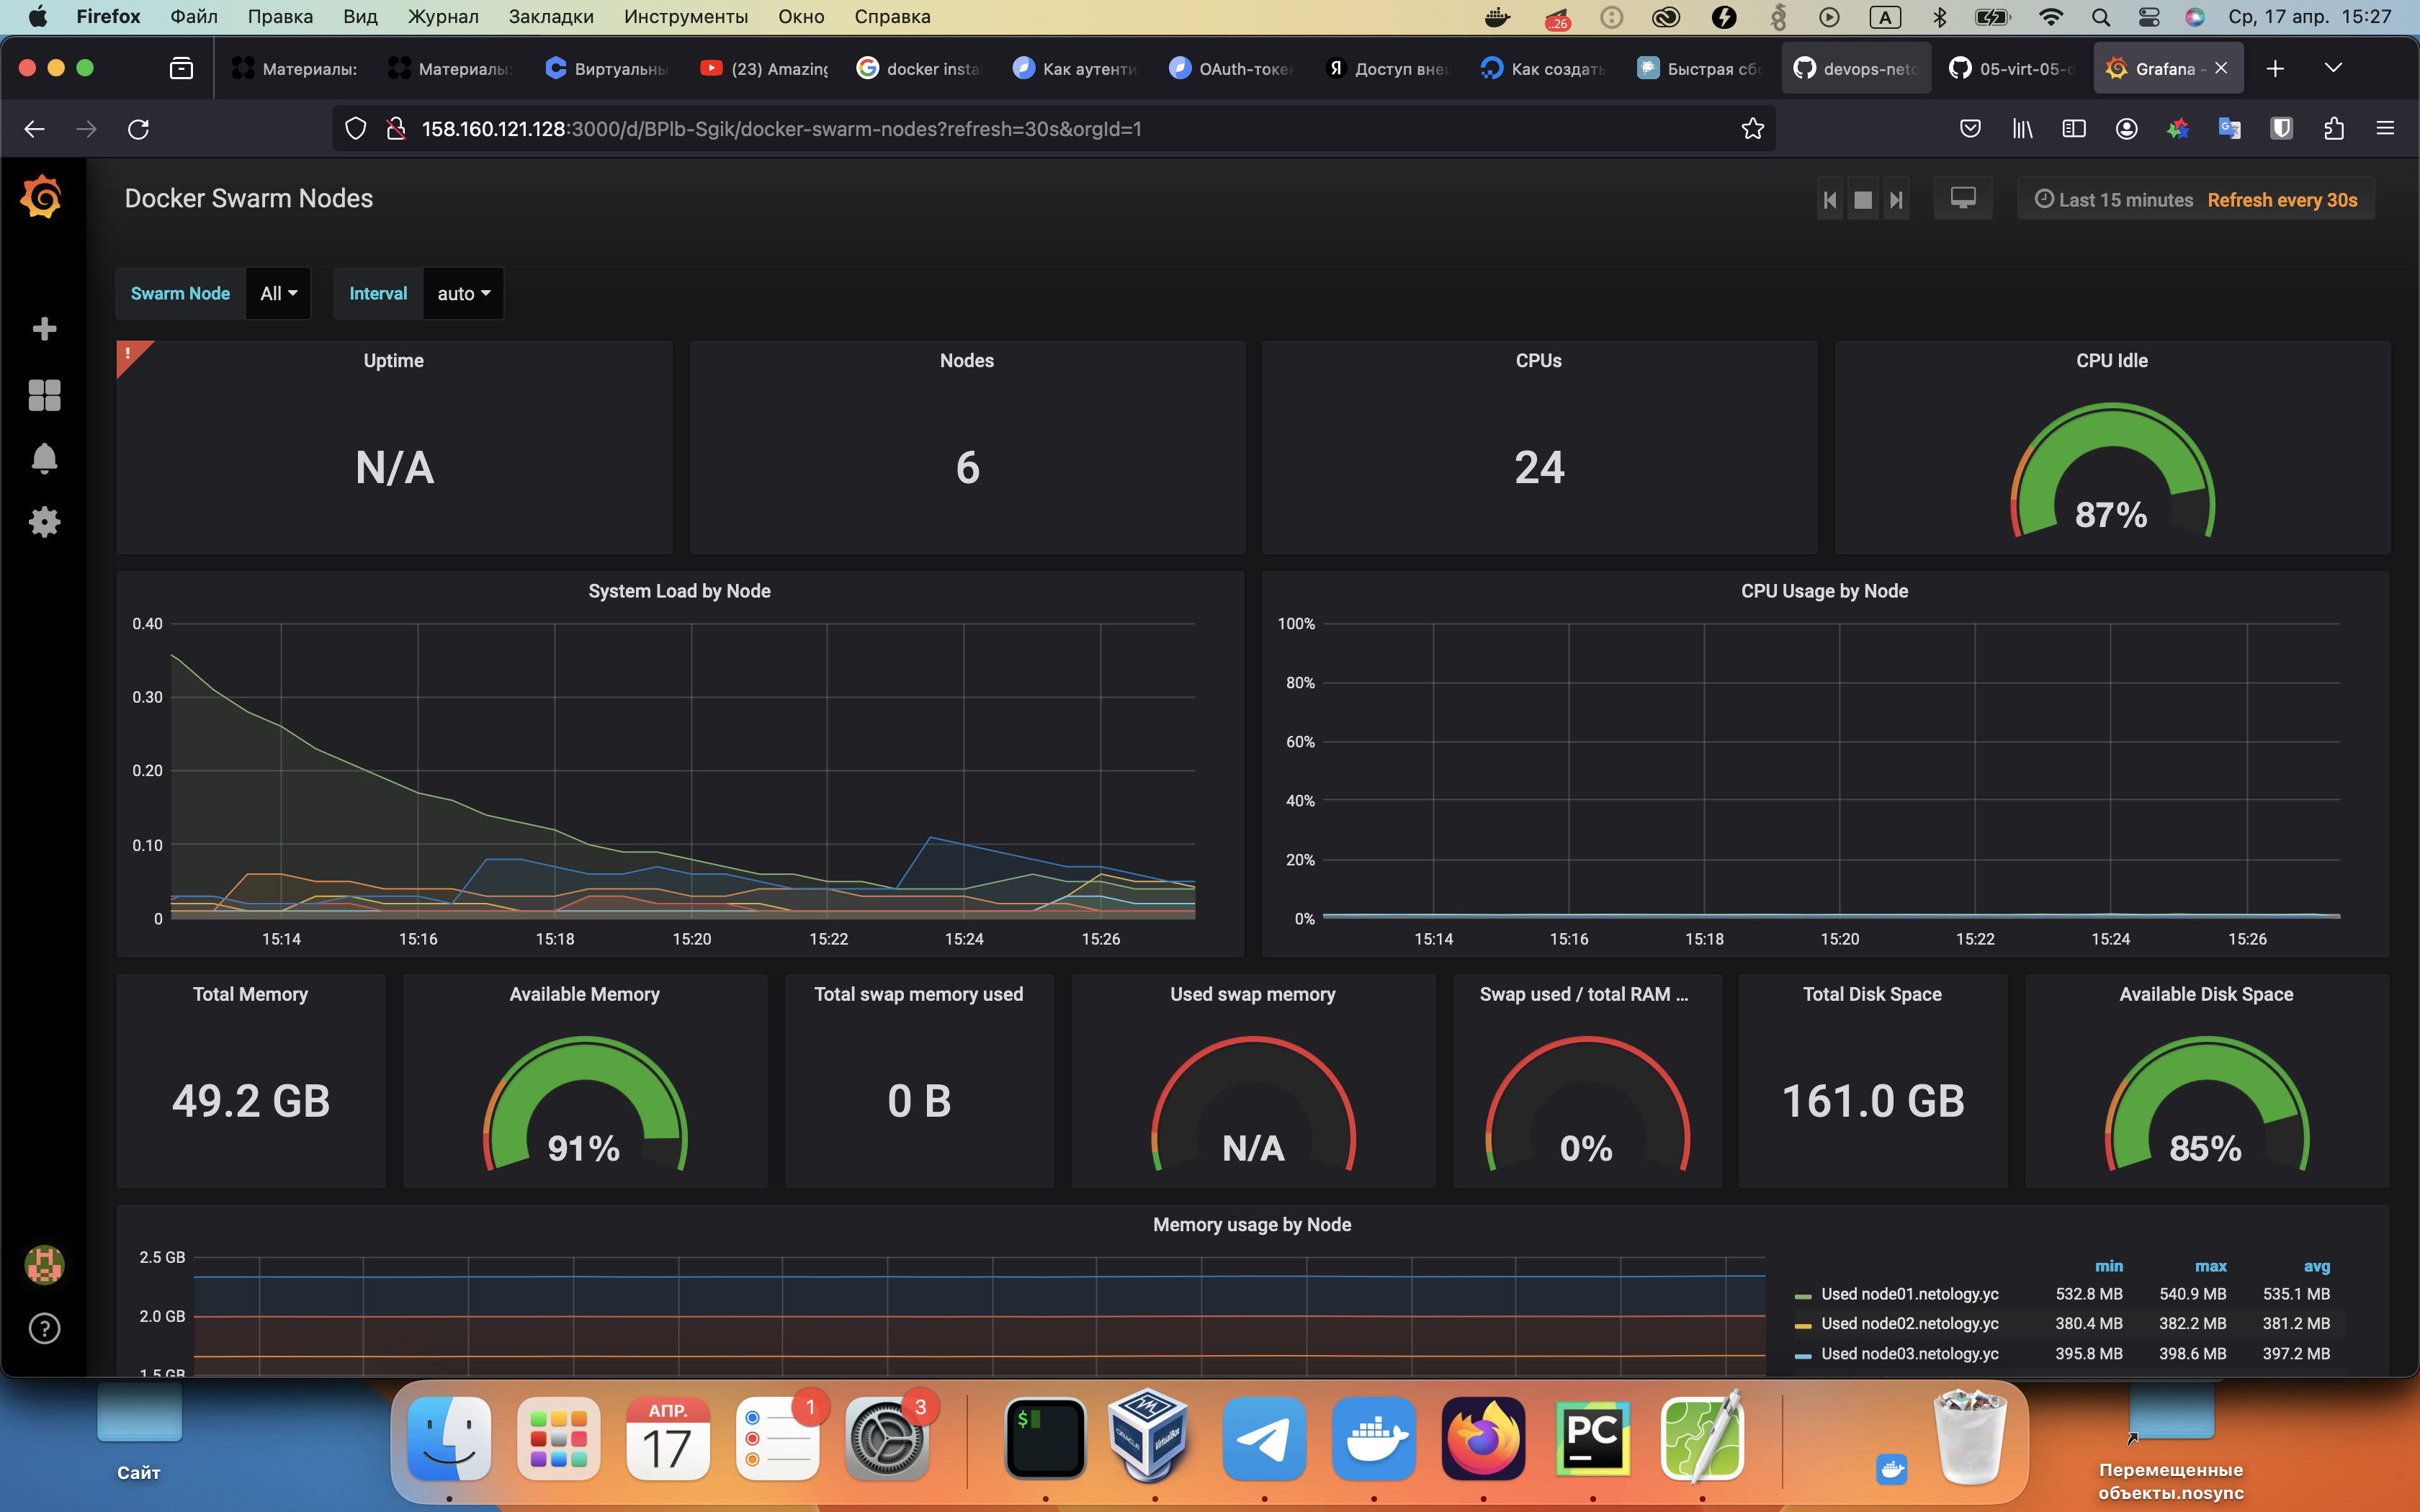 Firefox Файл Правка Вид Журнал Закладки Инструменты Окно Справка ..26 A Ср, 17 апр. 15:27
Материалы: Материалы: Виртуальны (23) Amazing docker insta Как аутенти OAuth-токен Я Доступ вне Как создать Быстрая сбо devops-neto 05-virt-05-d Grafana -
158.160.121.128:3000/d/BPlb-Sgik/docker-swarm-nodes?refresh=30s&orgId=1
Docker Swarm Nodes
Last 15 minutes Refresh every 30s
Swarm Node All Interval auto
! Uptime Nodes CPUs CPU Idle
N/A 6 24 87%
System Load by Node
0.40
0.30
0.20
0.10
0
15:14 15:16 15:18 15:20 15:22 15:24 15:26
CPU Usage by Node
100%
80%
60%
40%
20%
0%
15:14 15:16 15:18 15:20 15:22 15:24 15:26
Total Memory Available Memory Total swap memory used Used swap memory Swap used / total RAM ... Total Disk Space Available Disk Space
49.2 GB 91% 0 B N/A 0% 161.0 GB 85%
Memory usage by Node
2.5 GB
2.0 GB
1.5 GB
min max avg
Used node01.netology.yc 532.8 MB 540.9 MB 535.1 MB
Used node02.netology.yc 380.4 MB 382.2 MB 381.2 MB
Used node03.netology.yc 395.8 MB 398.6 MB 397.2 MB
АПР.
17
1
3
$
ORACLE VirtualBox
PC
Сайт
Перемещенные
объекты.nosync